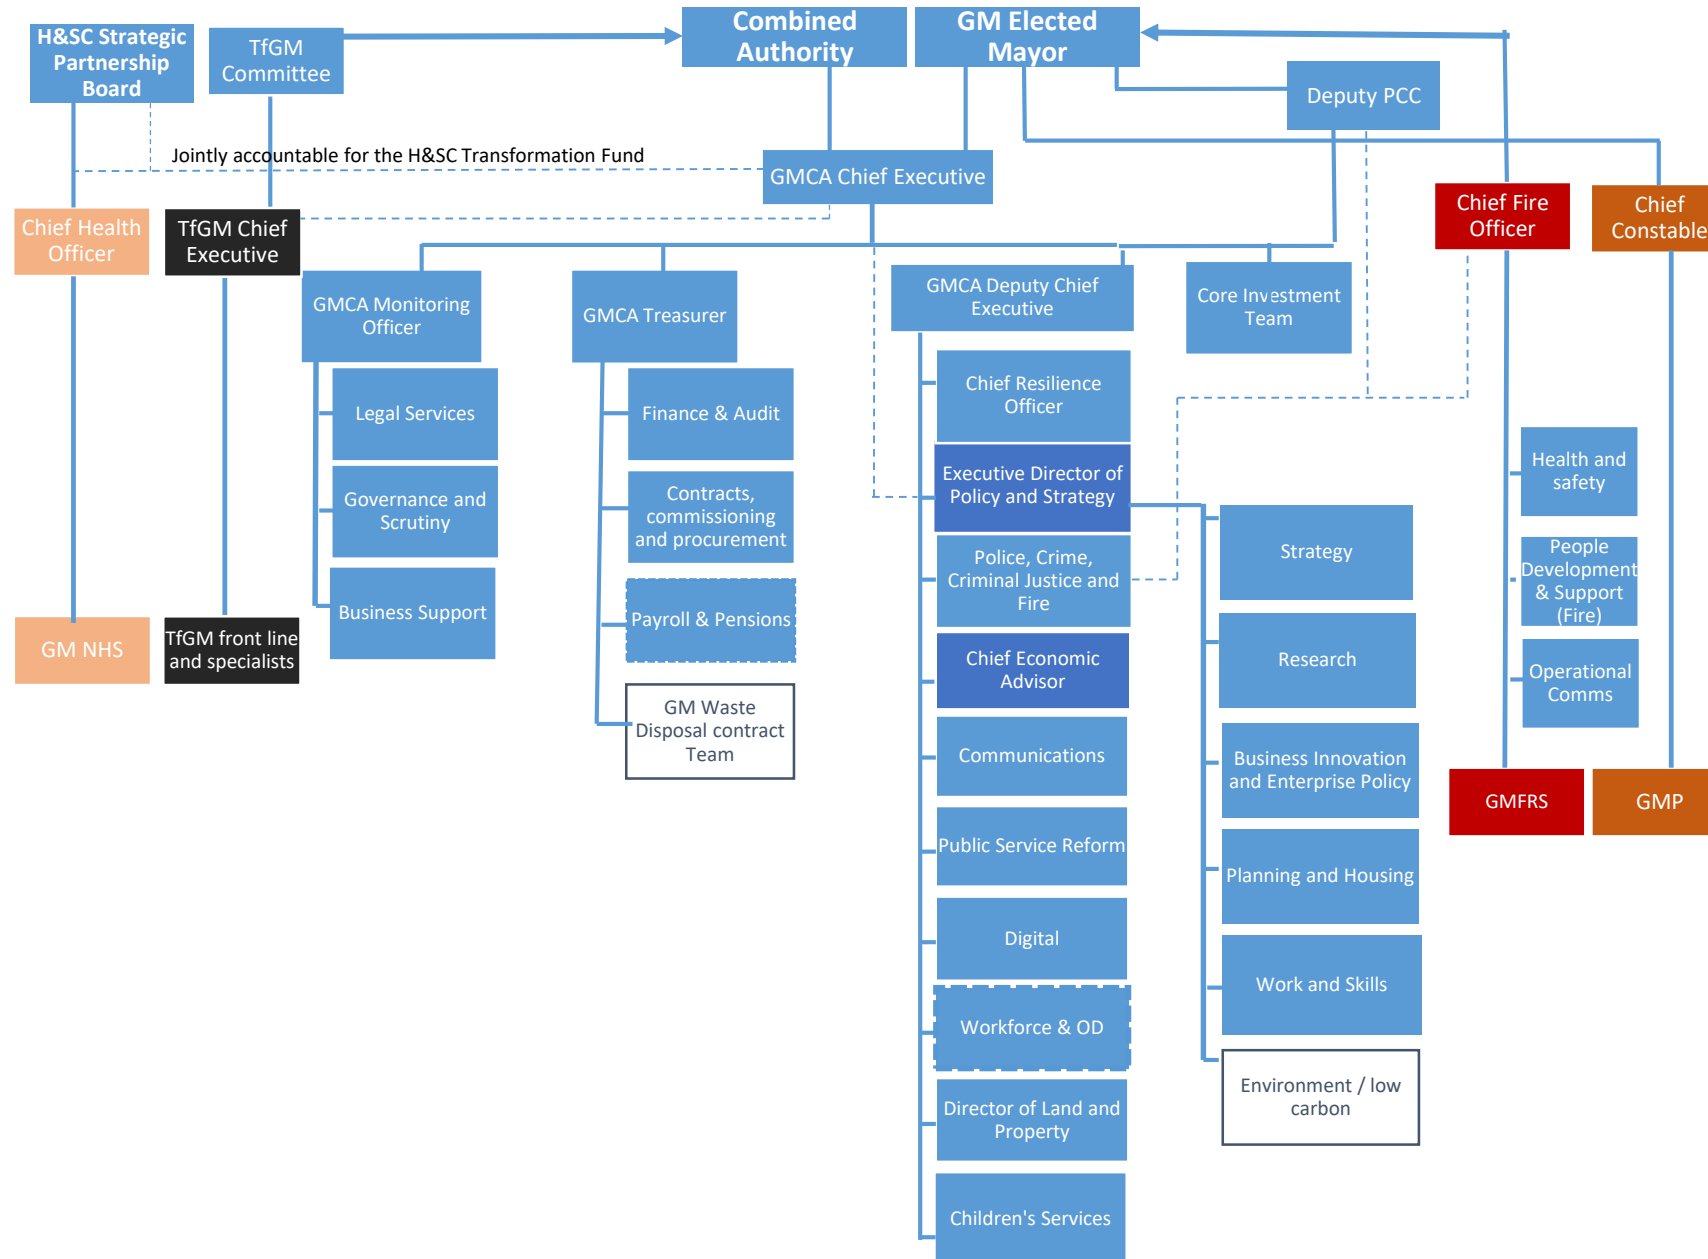 H&SC Strategic
Partnership
Board
TfGM
Committee
Combined
Authority
GM Elected
Mayor
Deputy PCC
Jointly accountable for the H&SC Transformation Fund
GMCA Chief Executive
Chief Health
Officer
TfGM Chief
Executive
Chief Fire
Officer
Chief
Constable
GMCA Monitoring
Officer
GMCA Treasurer
GMCA Deputy Chief
Executive
Core Investment
Team
Legal Services
Governance and
Scrutiny
Business Support
Finance & Audit
Contracts,
commissioning
and procurement
Payroll & Pensions
GM Waste
Disposal contract
Team
Chief Resilience
Officer
Executive Director of
Policy and Strategy
Police, Crime,
Criminal Justice and
Fire
Chief Economic
Advisor
Communications
Public Service Reform
Digital
Workforce & OD
Director of Land and
Property
Children's Services
Strategy
Research
Business Innovation
and Enterprise Policy
Planning and Housing
Work and Skills
Environment / low
carbon
Health and
safety
People
Development
& Support
(Fire)
Operational
Comms
GM NHS
TfGM front line
and specialists
GMFRS
GMP